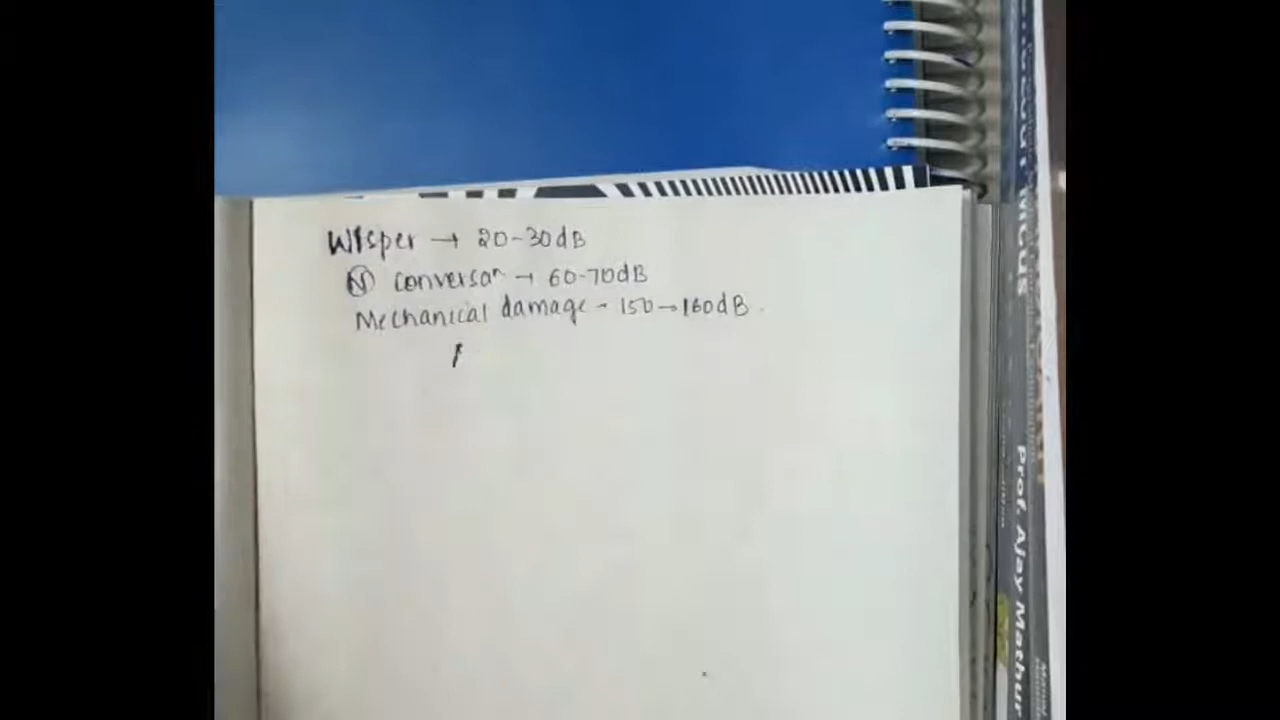 Wisper → 20-30dB
Ⓝ conversaⁿ → 60-70dB
Mechanical damage - 150→160dB.
Prof. Ajay Mathur